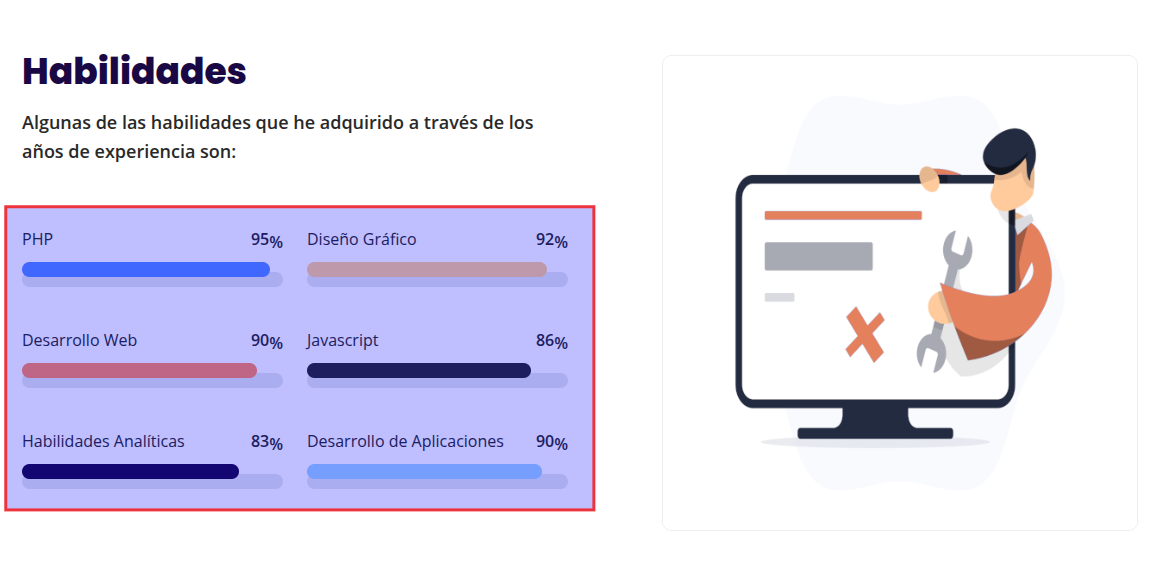 Habilidades
Algunas de las habilidades que he adquirido a través de los
años de experiencia son:
PHP 95% Diseño Gráfico 92%
Desarrollo Web 90% Javascript 86%
Habilidades Analíticas 83% Desarrollo de Aplicaciones 90%